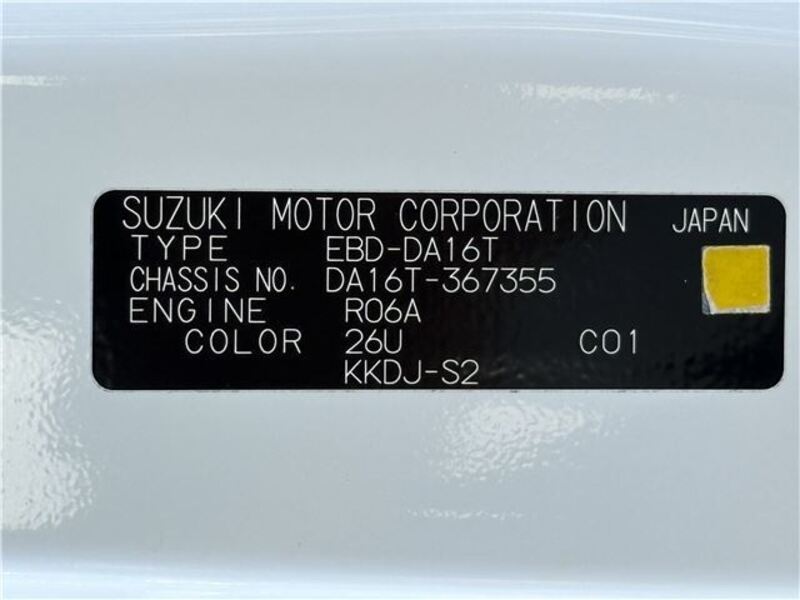 SUZUKI MOTOR CORPORATION JAPAN
TYPE EBD-DA16T
CHASSIS NO. DA16T-367355
ENGINE R06A
COLOR 26U C01
KKDJ-S2